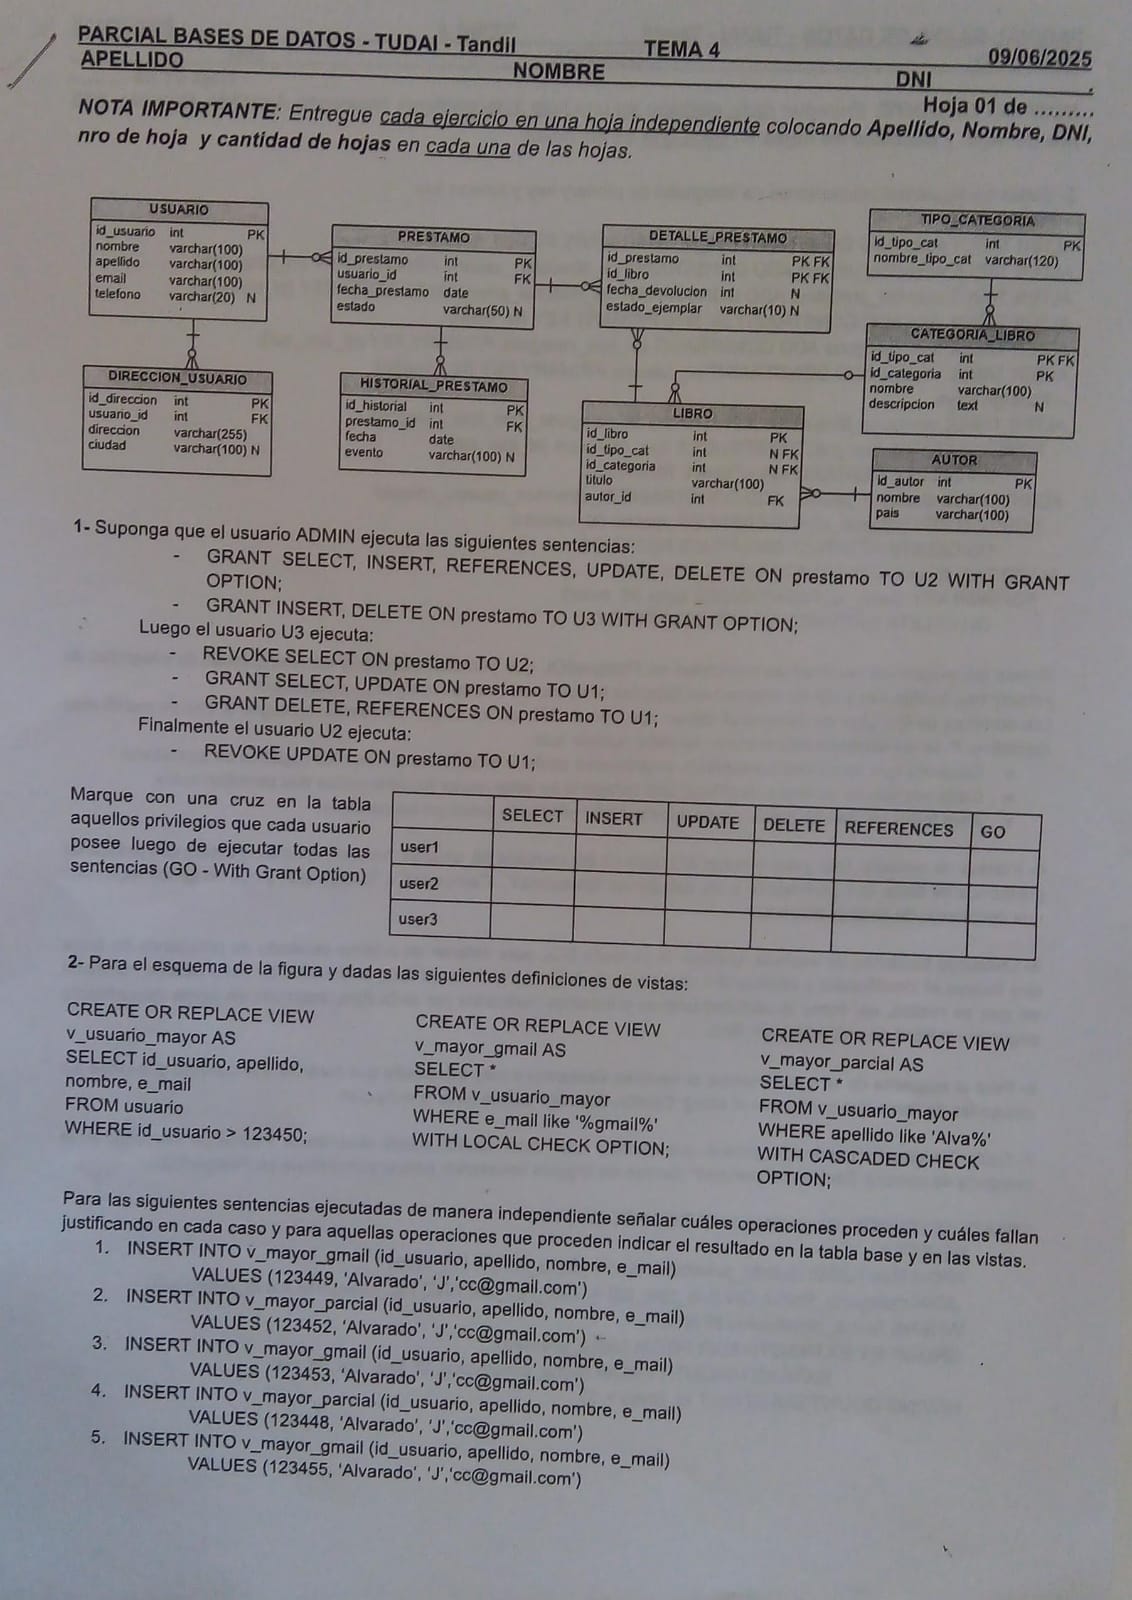 PARCIAL BASES DE DATOS - TUDAI - Tandil TEMA 4 09/06/2025
APELLIDO NOMBRE DNI .
Hoja 01 de .........
NOTA IMPORTANTE: Entregue cada ejercicio en una hoja independiente colocando Apellido, Nombre, DNI,
nro de hoja y cantidad de hojas en cada una de las hojas.
USUARIO
id_usuario int PK
nombre varchar(100)
apellido varchar(100)
email varchar(100)
telefono varchar(20) N
PRESTAMO
id_prestamo int PK
usuario_id int FK
fecha_prestamo date
estado varchar(50) N
DETALLE_PRESTAMO
id_prestamo int PK FK
id_libro int PK FK
fecha_devolucion int N
estado_ejemplar varchar(10) N
TIPO_CATEGORIA
id_tipo_cat int PK
nombre_tipo_cat varchar(120)
CATEGORIA_LIBRO
id_tipo_cat int PK FK
id_categoria int PK
nombre varchar(100)
descripcion text N
DIRECCION_USUARIO
id_direccion int PK
usuario_id int FK
direccion varchar(255)
ciudad varchar(100) N
HISTORIAL_PRESTAMO
id_historial int PK
prestamo_id int FK
fecha date
evento varchar(100) N
LIBRO
id_libro int PK
id_tipo_cat int N FK
id_categoria int N FK
titulo varchar(100)
autor_id int FK
AUTOR
id_autor int PK
nombre varchar(100)
pais varchar(100)
1- Suponga que el usuario ADMIN ejecuta las siguientes sentencias:
- GRANT SELECT, INSERT, REFERENCES, UPDATE, DELETE ON prestamo TO U2 WITH GRANT
OPTION;
- GRANT INSERT, DELETE ON prestamo TO U3 WITH GRANT OPTION;
Luego el usuario U3 ejecuta:
- REVOKE SELECT ON prestamo TO U2;
- GRANT SELECT, UPDATE ON prestamo TO U1;
- GRANT DELETE, REFERENCES ON prestamo TO U1;
Finalmente el usuario U2 ejecuta:
- REVOKE UPDATE ON prestamo TO U1;
Marque con una cruz en la tabla
aquellos privilegios que cada usuario
posee luego de ejecutar todas las
sentencias (GO - With Grant Option)
SELECT INSERT UPDATE DELETE REFERENCES GO
user1
user2
user3
2- Para el esquema de la figura y dadas las siguientes definiciones de vistas:
CREATE OR REPLACE VIEW
v_usuario_mayor AS
SELECT id_usuario, apellido,
nombre, e_mail
FROM usuario
WHERE id_usuario > 123450;
CREATE OR REPLACE VIEW
v_mayor_gmail AS
SELECT *
FROM v_usuario_mayor
WHERE e_mail like '%gmail%'
WITH LOCAL CHECK OPTION;
CREATE OR REPLACE VIEW
v_mayor_parcial AS
SELECT *
FROM v_usuario_mayor
WHERE apellido like 'Alva%'
WITH CASCADED CHECK
OPTION;
Para las siguientes sentencias ejecutadas de manera independiente señalar cuáles operaciones proceden y cuáles fallan
justificando en cada caso y para aquellas operaciones que proceden indicar el resultado en la tabla base y en las vistas.
1. INSERT INTO v_mayor_gmail (id_usuario, apellido, nombre, e_mail)
VALUES (123449, 'Alvarado', 'J','cc@gmail.com')
2. INSERT INTO v_mayor_parcial (id_usuario, apellido, nombre, e_mail)
VALUES (123452, 'Alvarado', 'J','cc@gmail.com')
3. INSERT INTO v_mayor_gmail (id_usuario, apellido, nombre, e_mail)
VALUES (123453, 'Alvarado', 'J','cc@gmail.com')
4. INSERT INTO v_mayor_parcial (id_usuario, apellido, nombre, e_mail)
VALUES (123448, 'Alvarado', 'J','cc@gmail.com')
5. INSERT INTO v_mayor_gmail (id_usuario, apellido, nombre, e_mail)
VALUES (123455, 'Alvarado', 'J','cc@gmail.com')